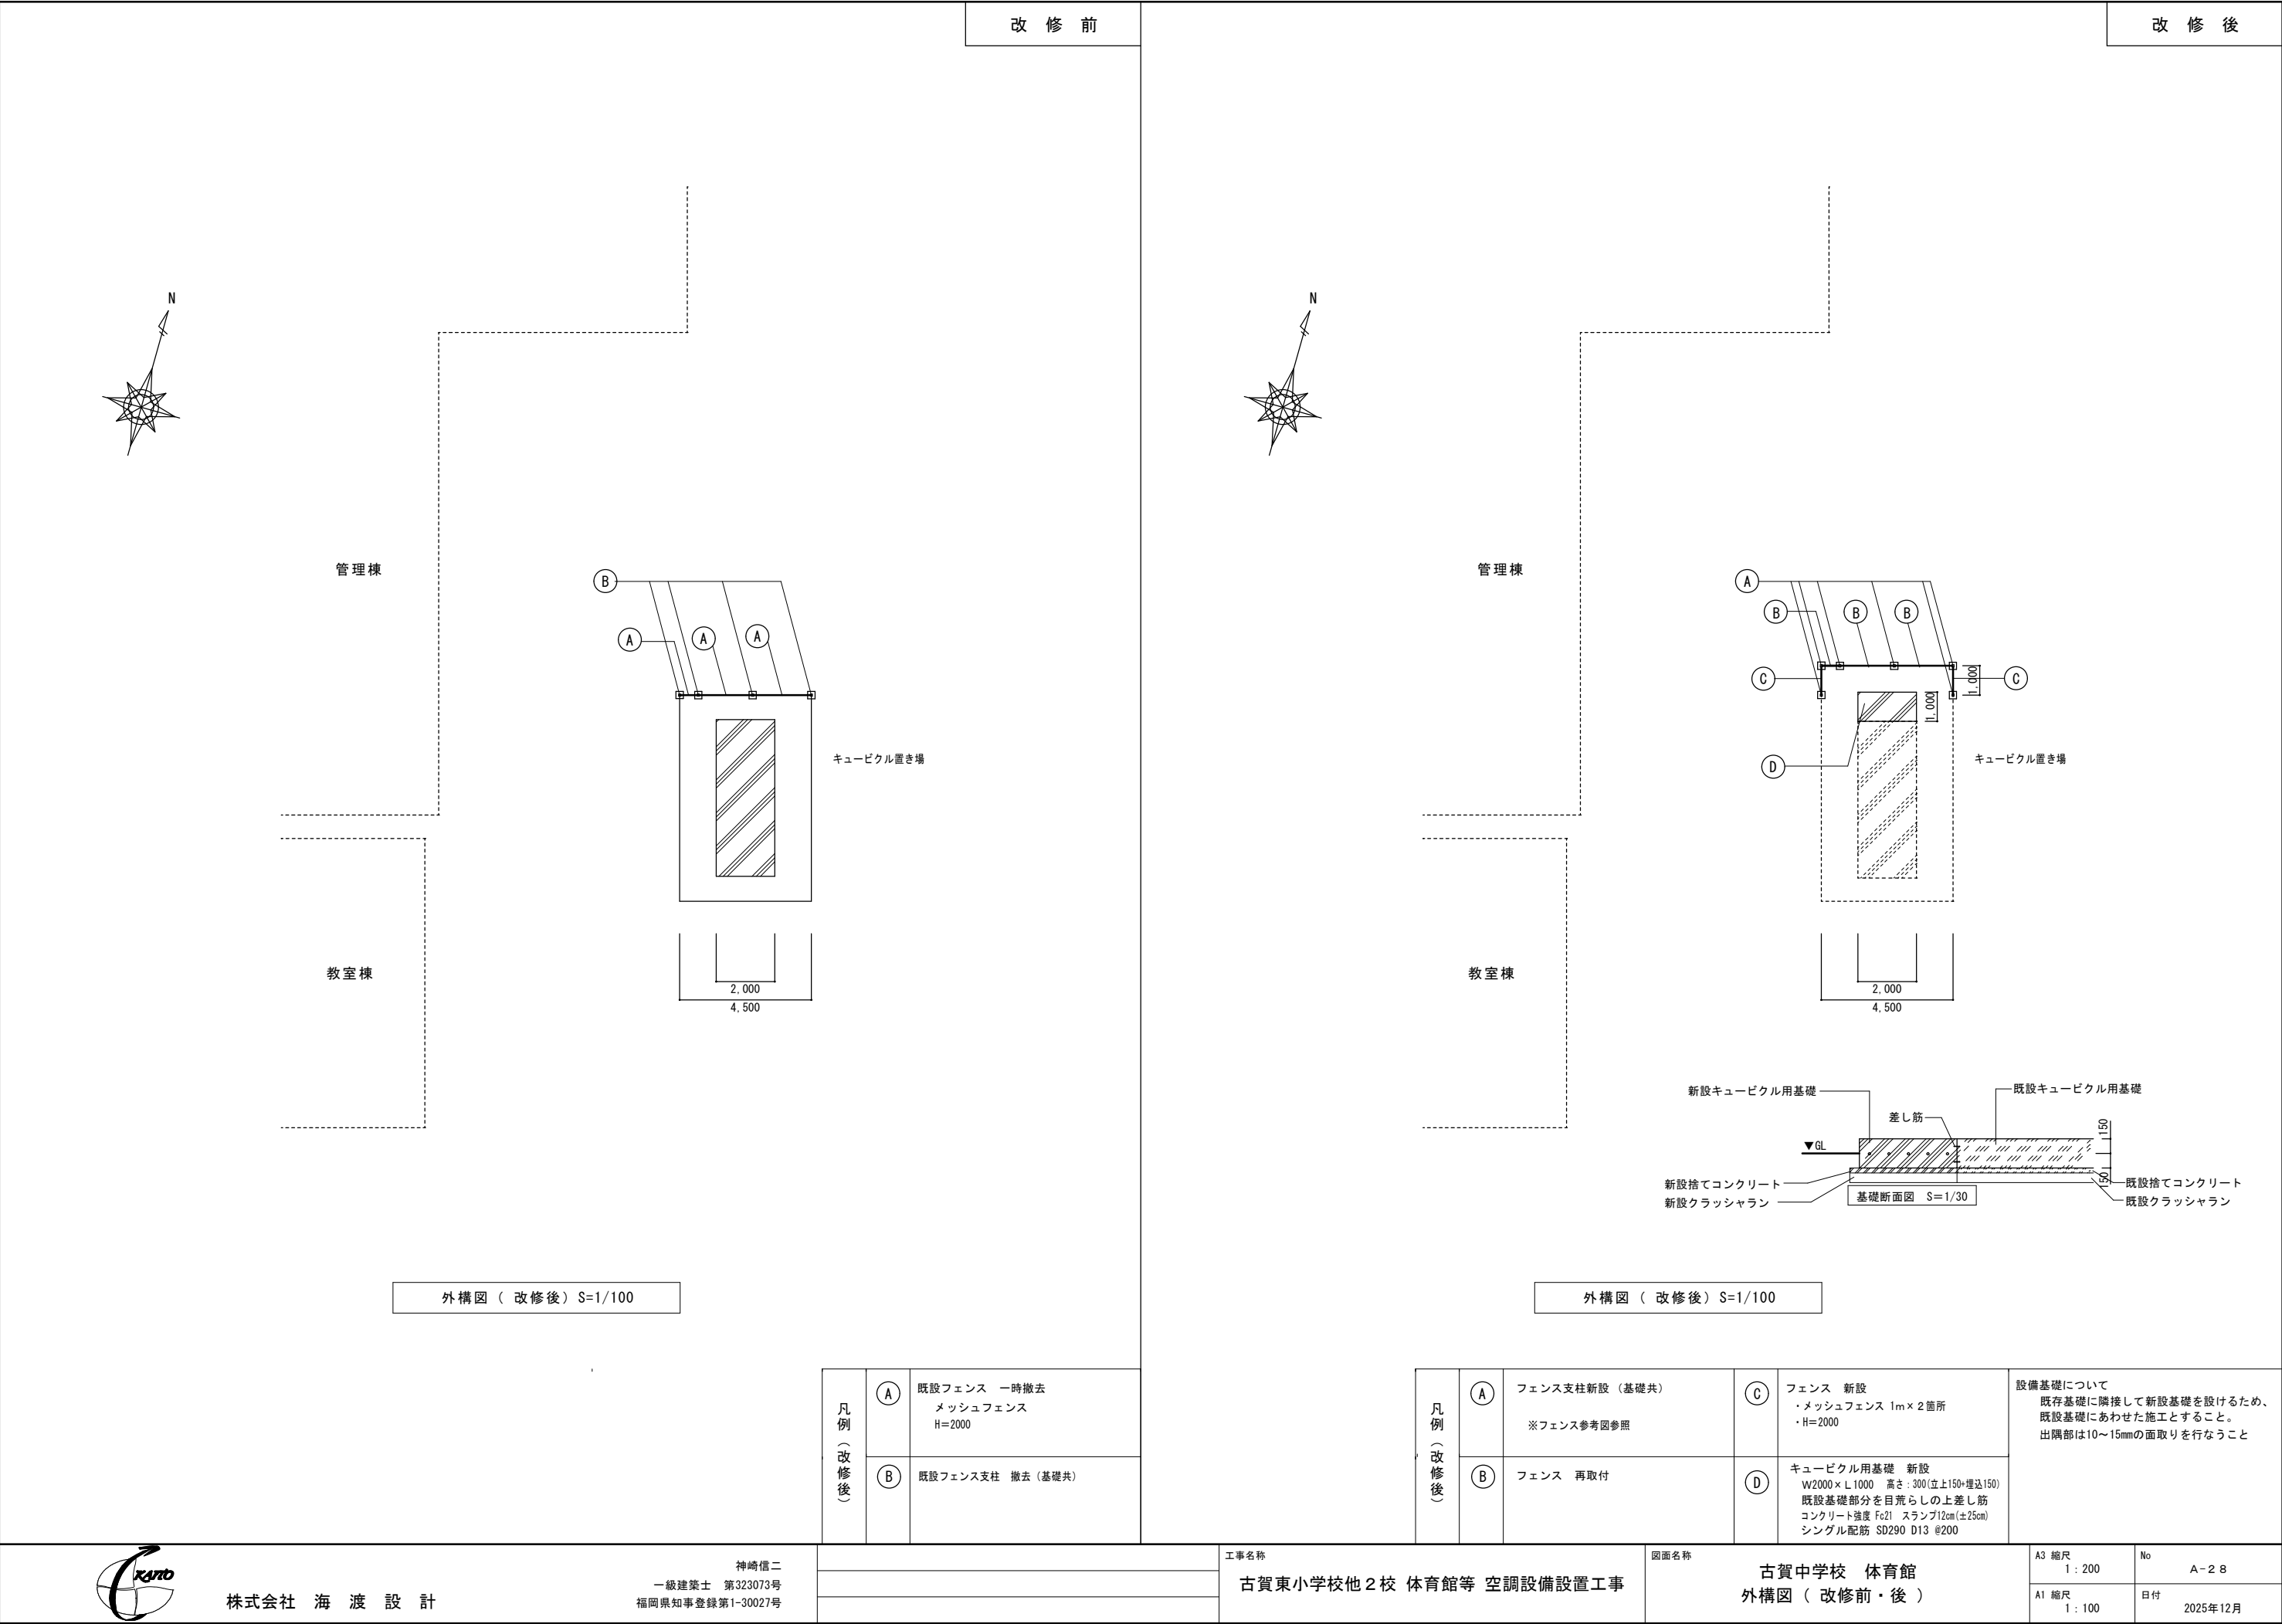 改 修 前
N
管理棟
B
A
A
A
キュービクル置き場
教室棟
2,000
4,500
外構図 （ 改修後）S=1/100
凡例（改修後）
A
既設フェンス 一時撤去
メッシュフェンス
H=2000
B
既設フェンス支柱 撤去（基礎共）
改 修 後
N
管理棟
A
B
B
B
C
C
1,000
1,000
D
キュービクル置き場
教室棟
2,000
4,500
新設キュービクル用基礎
既設キュービクル用基礎
差し筋
150
▼GL
150
新設捨てコンクリート
既設捨てコンクリート
新設クラッシャラン
既設クラッシャラン
基礎断面図 S=1/30
外構図 （ 改修後）S=1/100
凡例（改修後）
A
フェンス支柱新設（基礎共）
※フェンス参考図参照
B
フェンス 再取付
C
フェンス 新設
・メッシュフェンス 1m×２箇所
・H=2000
D
キュービクル用基礎 新設
W2000×Ｌ1000 高さ：300(立上150+埋込150)
既設基礎部分を目荒らしの上差し筋
コンクリート強度 Fc21 スランプ12cm(±25cm)
シングル配筋 SD290 D13 @200
設備基礎について
既存基礎に隣接して新設基礎を設けるため、
既設基礎にあわせた施工とすること。
出隅部は10～15mmの面取りを行なうこと
KAITO
株式会社 海 渡 設 計
神崎信二
一級建築士 第323073号
福岡県知事登録第1-30027号
工事名称
古賀東小学校他２校 体育館等 空調設備設置工事
図面名称
古賀中学校 体育館
外構図（ 改修前・後 ）
A3 縮尺
1：200
A1 縮尺
1：100
No
A-２８
日付
2025年12月